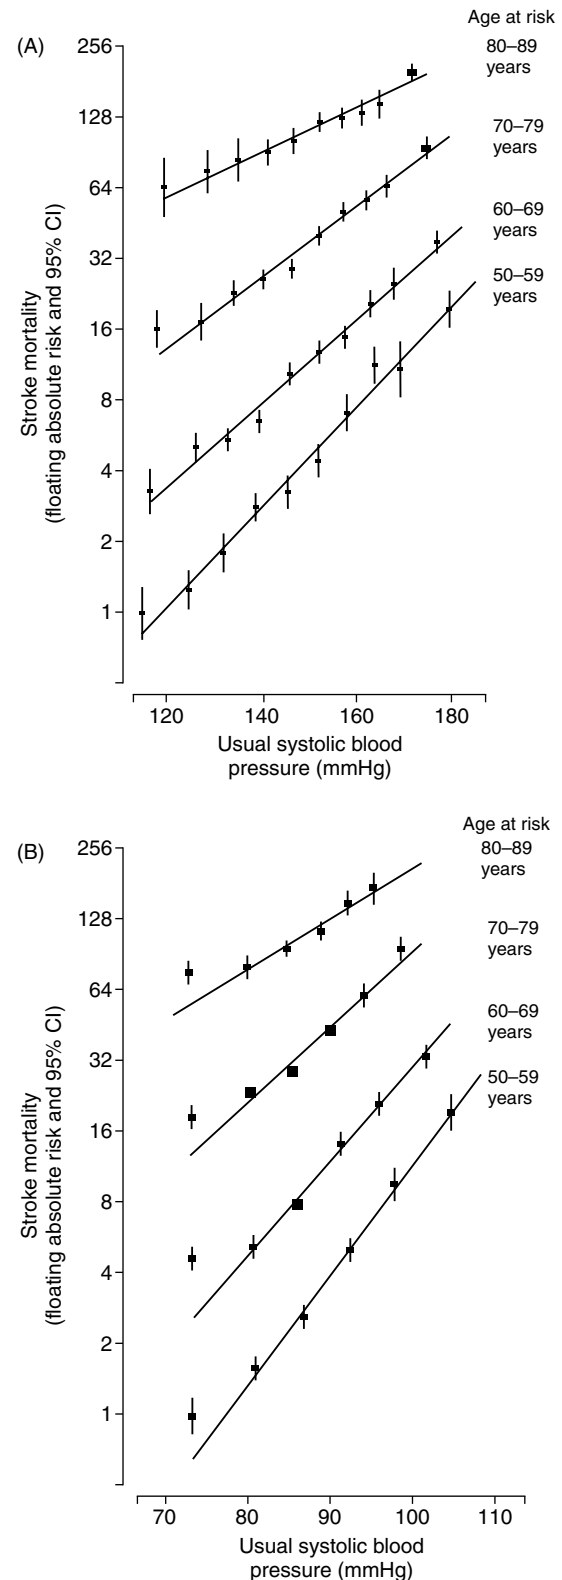 (A)
Age at risk
80–89
years
70–79
years
60–69
years
50–59
years
256
128
64
32
16
8
4
2
1
Stroke mortality
(floating absolute risk and 95% CI)
120 140 160 180
Usual systolic blood
pressure (mmHg)
(B)
Age at risk
80–89
years
70–79
years
60–69
years
50–59
years
256
128
64
32
16
8
4
2
1
Stroke mortality
(floating absolute risk and 95% CI)
70 80 90 100 110
Usual systolic blood
pressure (mmHg)